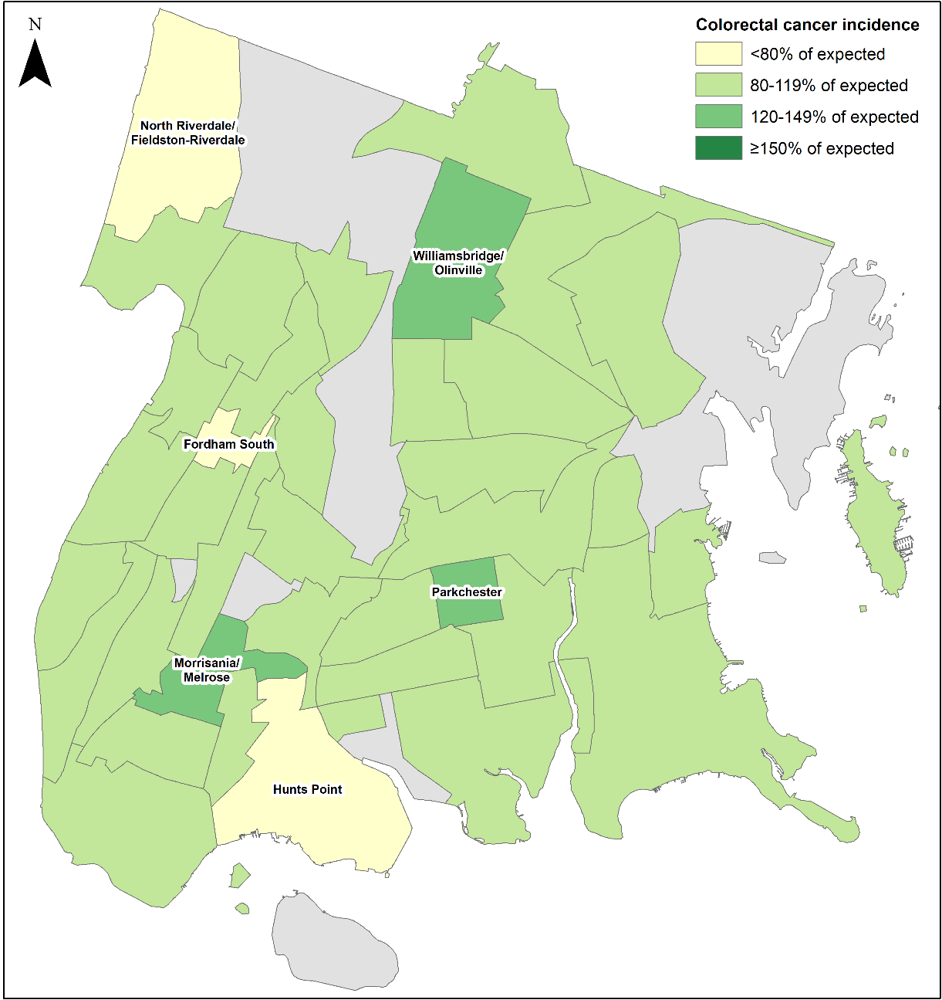 N
Colorectal cancer incidence
<80% of expected
80-119% of expected
120-149% of expected
≥150% of expected
North Riverdale/
Fieldston-Riverdale
Williamsbridge/
Olinville
Fordham South
Parkchester
Morrisania/
Melrose
Hunts Point